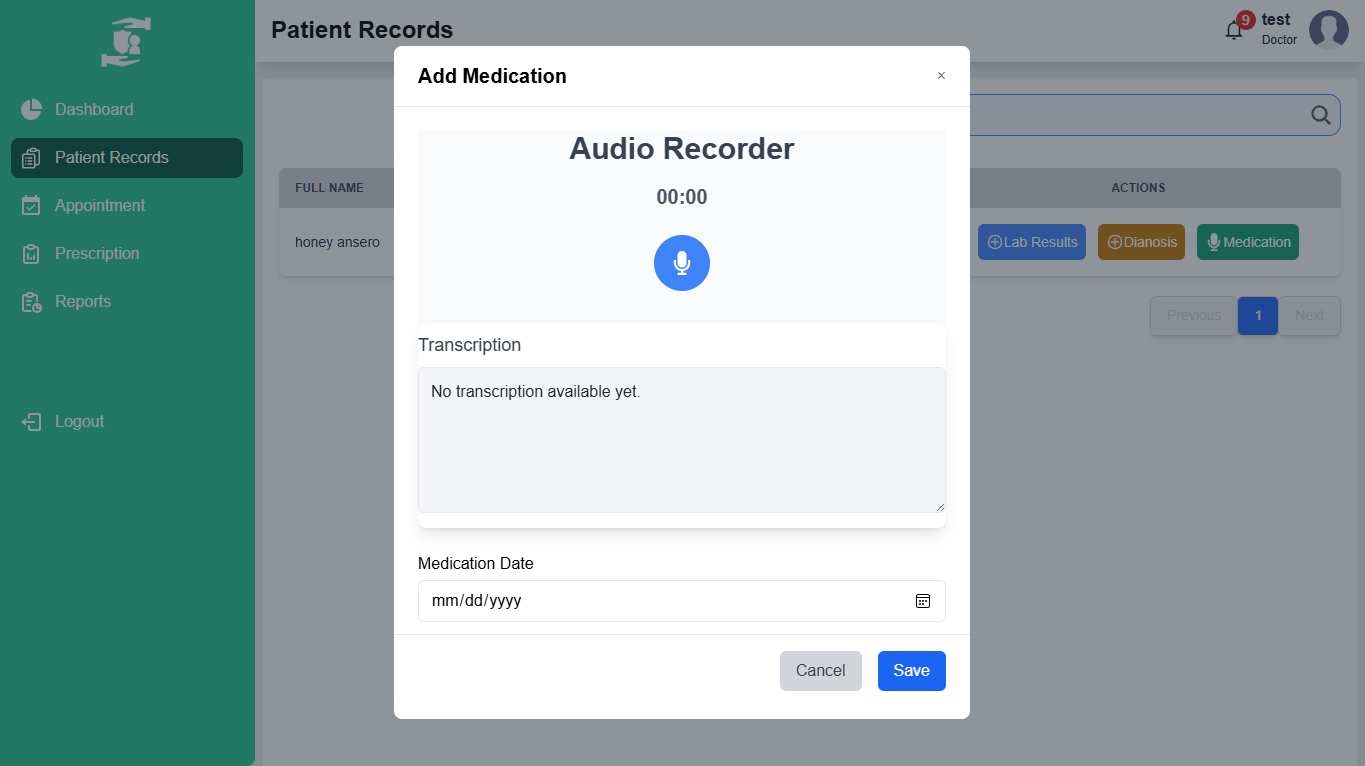 Patient Records
9
test
Doctor
Dashboard
Patient Records
Appointment
Prescription
Reports
Logout
FULL NAME
ACTIONS
honey ansero
Lab Results
Dianosis
Medication
Previous
1
Next
Add Medication
×
Audio Recorder
00:00
Transcription
No transcription available yet.
Medication Date
mm/dd/yyyy
Cancel
Save